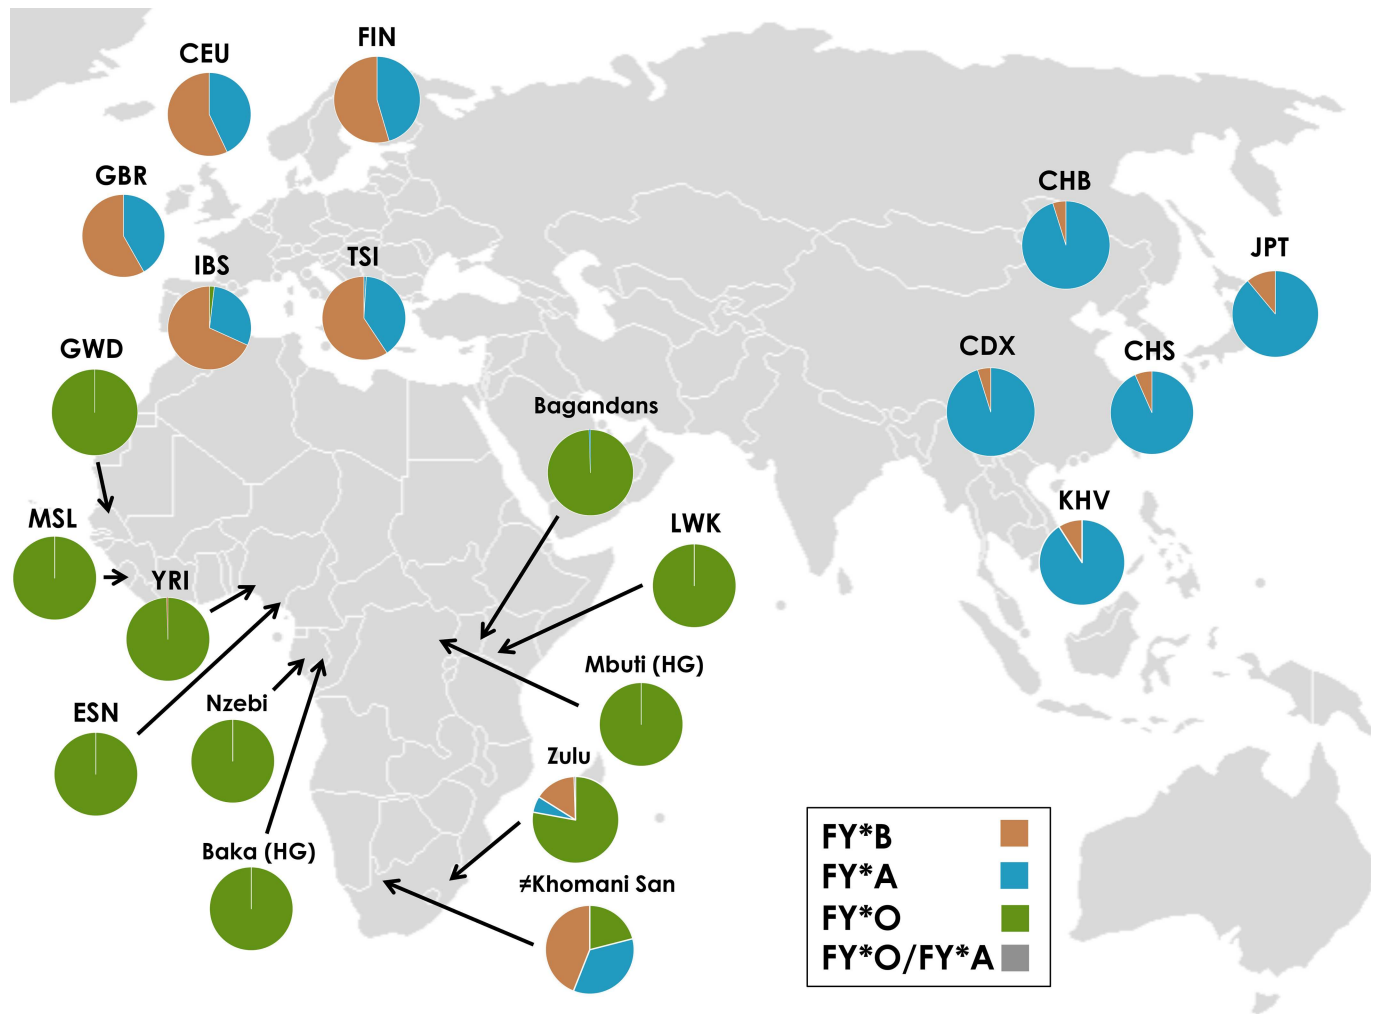 FIN
CEU
GBR
CHB
JPT
IBS
TSI
GWD
CDX
CHS
Bagandans
KHV
MSL
LWK
YRI
Mbuti (HG)
Nzebi
ESN
Zulu
Baka (HG)
≠Khomani San
FY*B
FY*A
FY*O
FY*O/FY*A